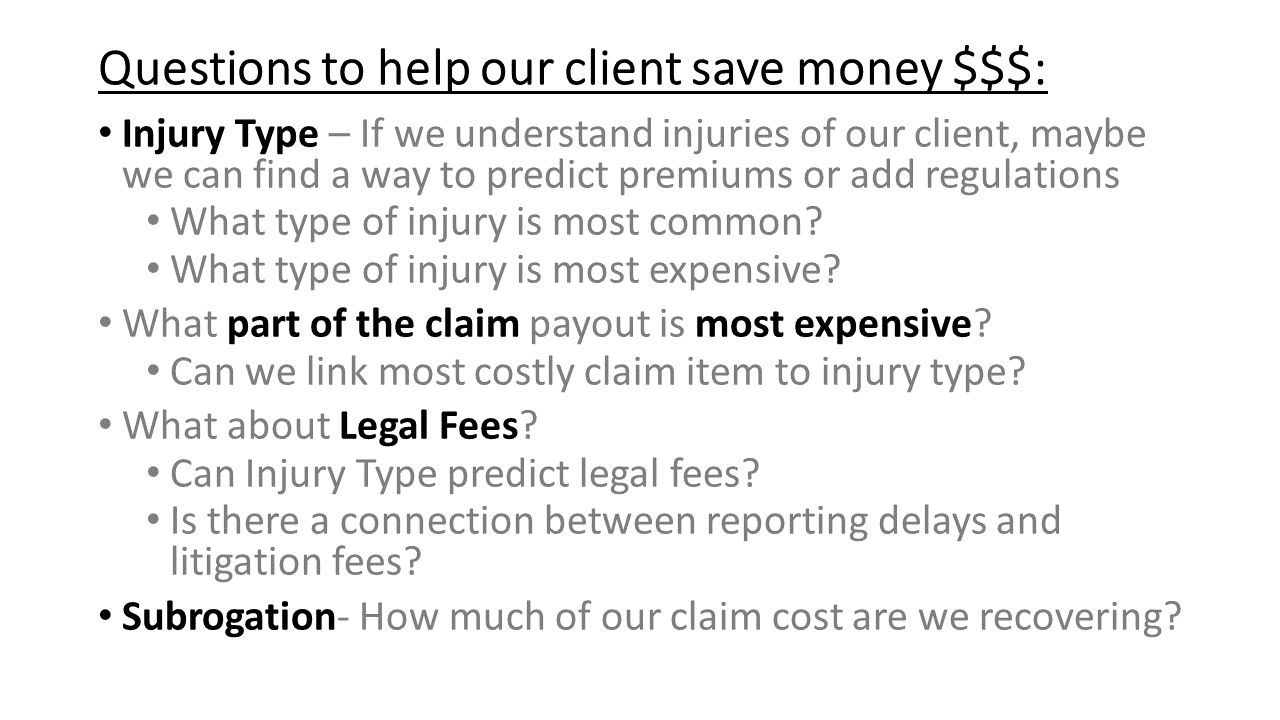 Questions to help our client save money $$$:
• Injury Type – If we understand injuries of our client, maybe
we can find a way to predict premiums or add regulations
• What type of injury is most common?
• What type of injury is most expensive?
• What part of the claim payout is most expensive?
• Can we link most costly claim item to injury type?
• What about Legal Fees?
• Can Injury Type predict legal fees?
• Is there a connection between reporting delays and
litigation fees?
• Subrogation- How much of our claim cost are we recovering?